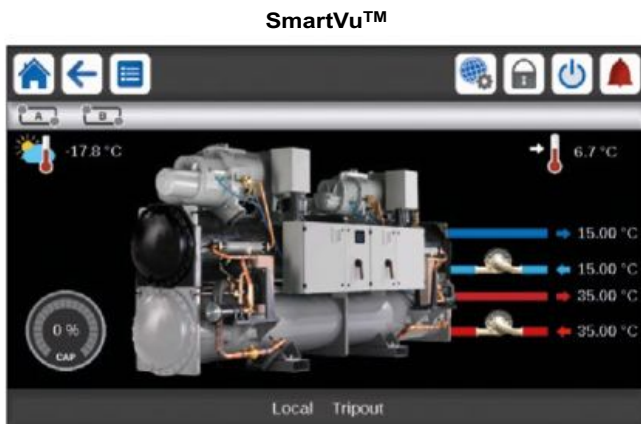 SmartVu™
A B
-17.8 °C 6.7 °C
15.00 °C
15.00 °C
35.00 °C
35.00 °C
0 %
CAP
Local Tripout